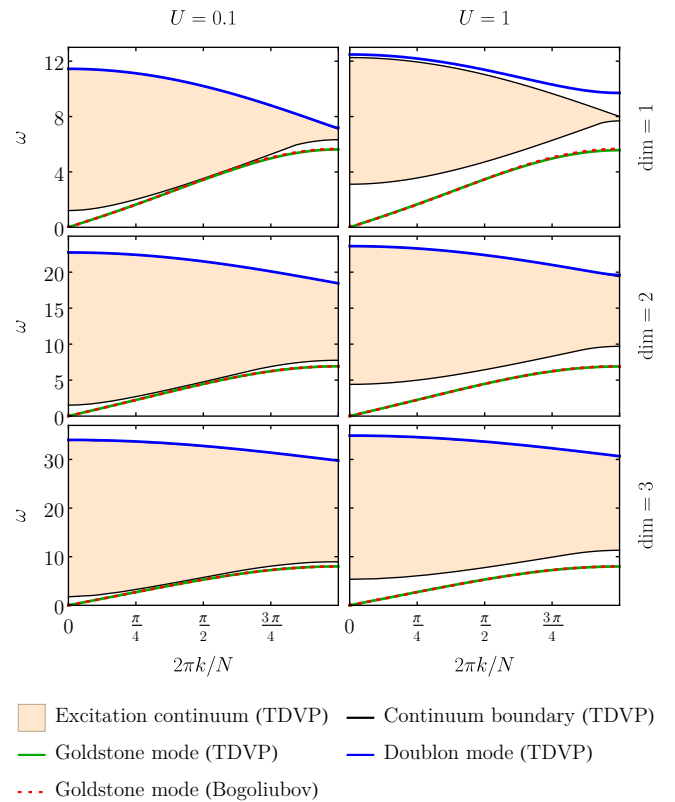 U = 0.1 U = 1
12
8
4
0
ω
dim = 1
20
15
10
5
0
ω
dim = 2
30
20
10
0
ω
dim = 3
0 π/4 π/2 3π/4 0 π/4 π/2 3π/4
2πk/N 2πk/N
Excitation continuum (TDVP) Continuum boundary (TDVP)
Goldstone mode (TDVP) Doublon mode (TDVP)
Goldstone mode (Bogoliubov)